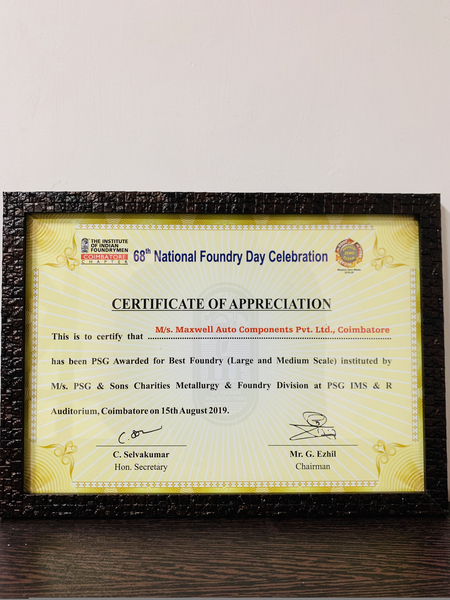 THE INSTITUTE
OF INDIAN
FOUNDRYMEN
COIMBATORE
CHAPTER
68th National Foundry Day Celebration
CERTIFICATE OF APPRECIATION
This is to certify that M/s. Maxwell Auto Components Pvt. Ltd., Coimbatore
has been PSG Awarded for Best Foundry (Large and Medium Scale) instituted by
M/s. PSG & Sons Charities Metallurgy & Foundry Division at PSG IMS & R
Auditorium, Coimbatore on 15th August 2019.
C. Selvakumar
Hon. Secretary
Mr. G. Ezhil
Chairman